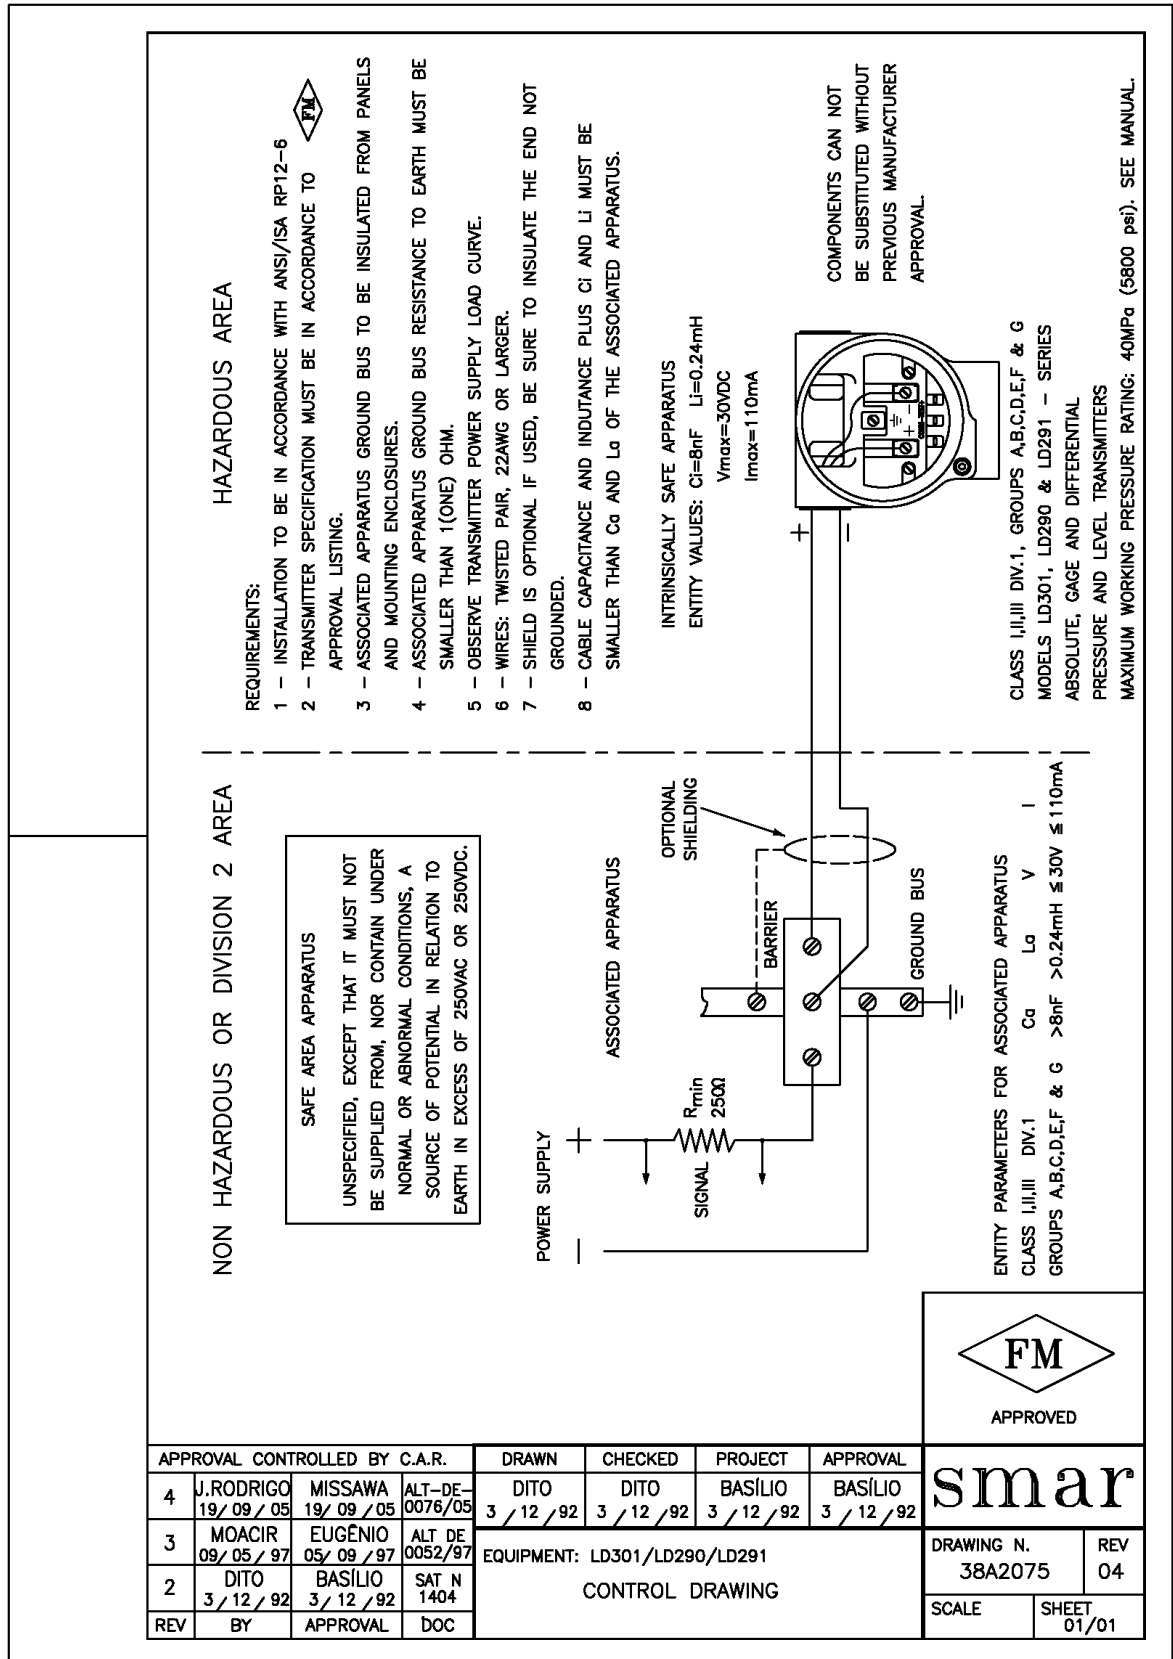 NON HAZARDOUS OR DIVISION 2 AREA
HAZARDOUS AREA
SAFE AREA APPARATUS
UNSPECIFIED, EXCEPT THAT IT MUST NOT
BE SUPPLIED FROM, NOR CONTAIN UNDER
NORMAL OR ABNORMAL CONDITIONS, A
SOURCE OF POTENTIAL IN RELATION TO
EARTH IN EXCESS OF 250VAC OR 250VDC.
REQUIREMENTS:
1 - INSTALLATION TO BE IN ACCORDANCE WITH ANSI/ISA RP12-6
2 - TRANSMITTER SPECIFICATION MUST BE IN ACCORDANCE TO FM
APPROVAL LISTING.
3 - ASSOCIATED APPARATUS GROUND BUS TO BE INSULATED FROM PANELS
AND MOUNTING ENCLOSURES.
4 - ASSOCIATED APPARATUS GROUND BUS RESISTANCE TO EARTH MUST BE
SMALLER THAN 1(ONE) OHM.
5 - OBSERVE TRANSMITTER POWER SUPPLY LOAD CURVE.
6 - WIRES: TWISTED PAIR, 22AWG OR LARGER.
7 - SHIELD IS OPTIONAL IF USED, BE SURE TO INSULATE THE END NOT
GROUNDED.
8 - CABLE CAPACITANCE AND INDUTANCE PLUS Ci AND Li MUST BE
SMALLER THAN Ca AND La OF THE ASSOCIATED APPARATUS.
POWER SUPPLY
+
-
SIGNAL
Rmin
250Ω
ASSOCIATED APPARATUS
BARRIER
OPTIONAL
SHIELDING
GROUND BUS
INTRINSICALLY SAFE APPARATUS
ENTITY VALUES: Ci=8nF Li=0.24mH
Vmax=30VDC
Imax=110mA
+
-
COMPONENTS CAN NOT
BE SUBSTITUTED WITHOUT
PREVIOUS MANUFACTURER
APPROVAL.
ENTITY PARAMETERS FOR ASSOCIATED APPARATUS
CLASS I,II,III DIV.1 Ca La V I
GROUPS A,B,C,D,E,F & G >8nF >0.24mH ≤30V ≤110mA
CLASS I,II,III DIV.1, GROUPS A,B,C,D,E,F & G
MODELS LD301, LD290 & LD291 - SERIES
ABSOLUTE, GAGE AND DIFFERENTIAL
PRESSURE AND LEVEL TRANSMITTERS
MAXIMUM WORKING PRESSURE RATING: 40MPa (5800 psi). SEE MANUAL.
FM
APPROVED
APPROVAL CONTROLLED BY C.A.R.
4 J.RODRIGO 19/09/05 MISSAWA 19/09/05 ALT-DE-0076/05
3 MOACIR 09/05/97 EUGÊNIO 05/09/97 ALT DE 0052/97
2 DITO 3/12/92 BASÍLIO 3/12/92 SAT N 1404
REV BY APPROVAL DOC
DRAWN CHECKED PROJECT APPROVAL
DITO DITO BASÍLIO BASÍLIO
3/12/92 3/12/92 3/12/92 3/12/92
EQUIPMENT: LD301/LD290/LD291
CONTROL DRAWING
smar
DRAWING N. REV
38A2075 04
SCALE SHEET
01/01